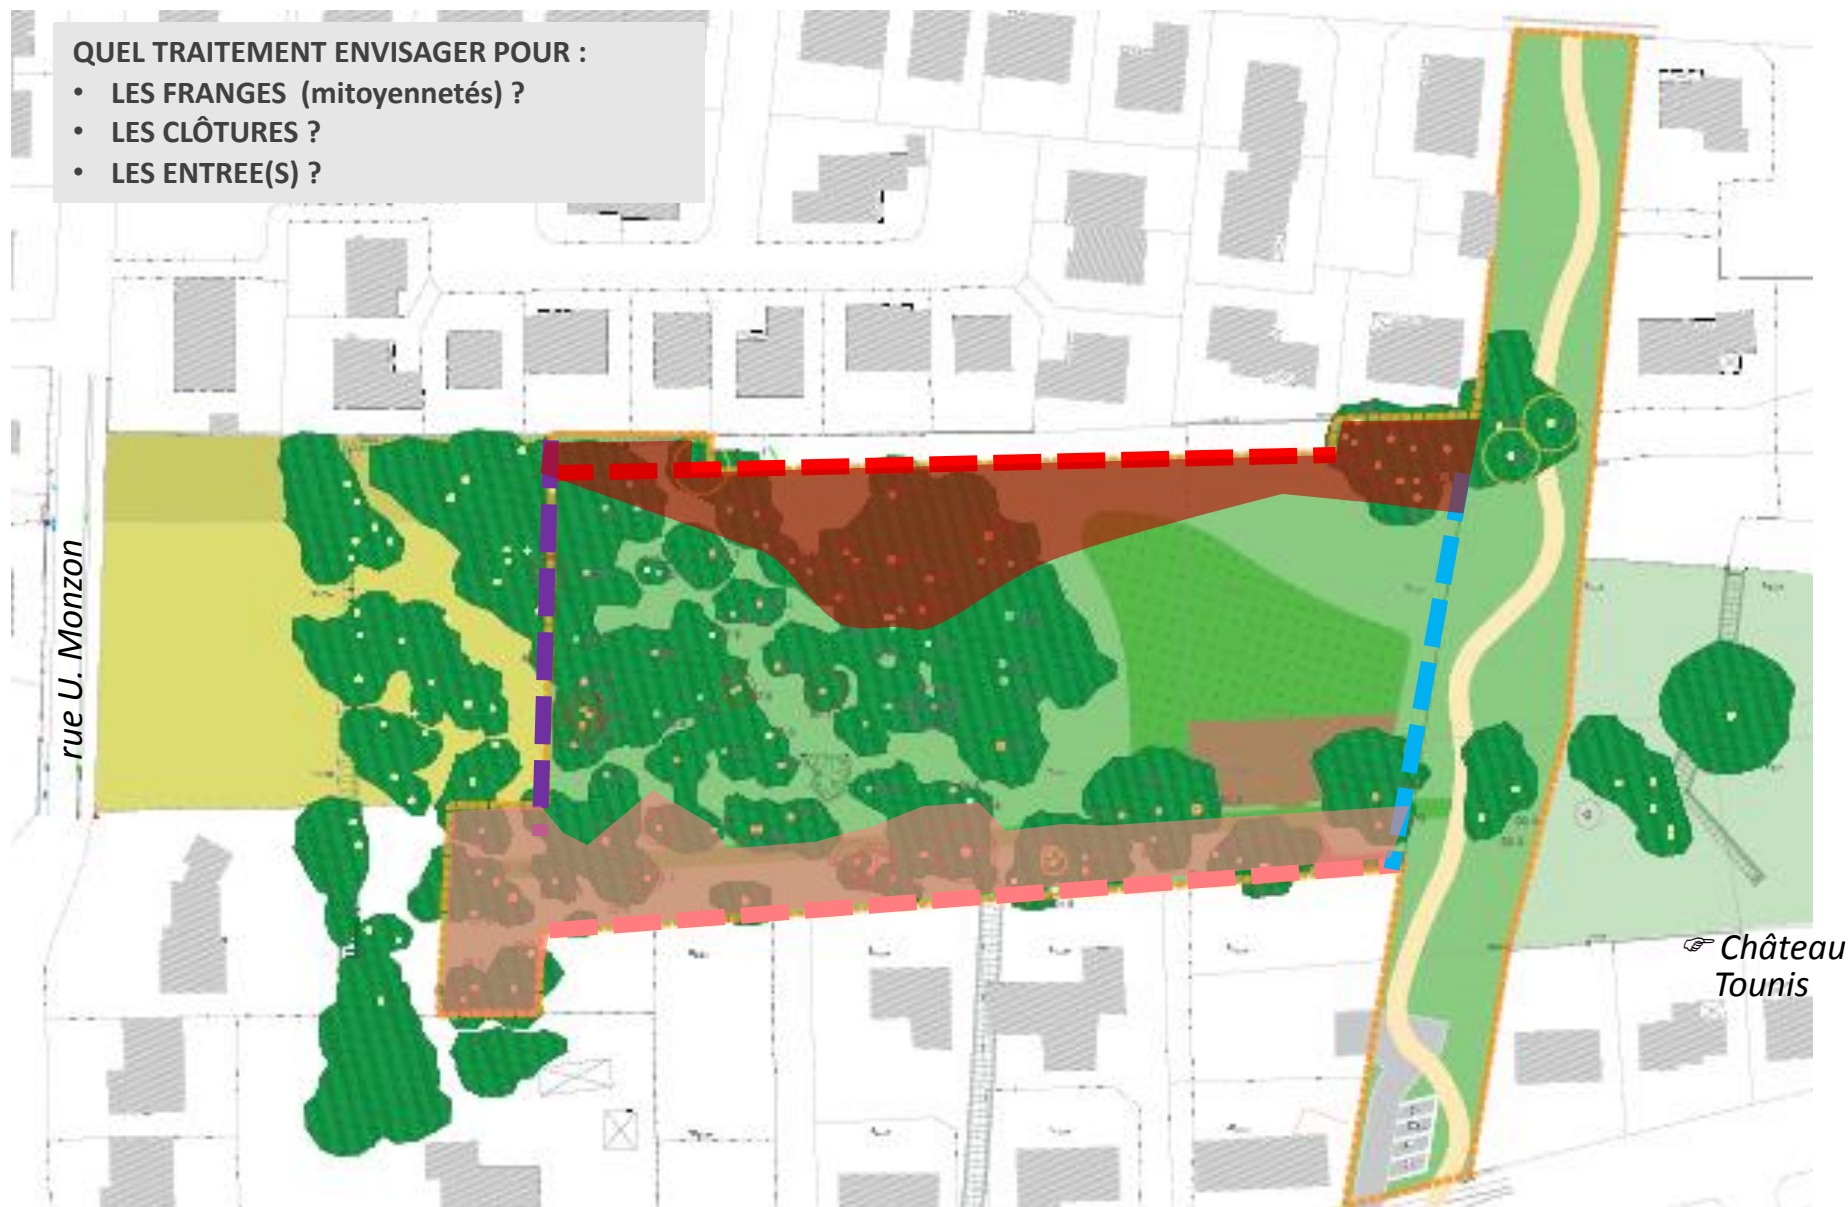 QUEL TRAITEMENT ENVISAGER POUR :
• LES FRANGES (mitoyennetés) ?
• LES CLÔTURES ?
• LES ENTREE(S) ?
rue U. Monzon
☞ Château
Tounis